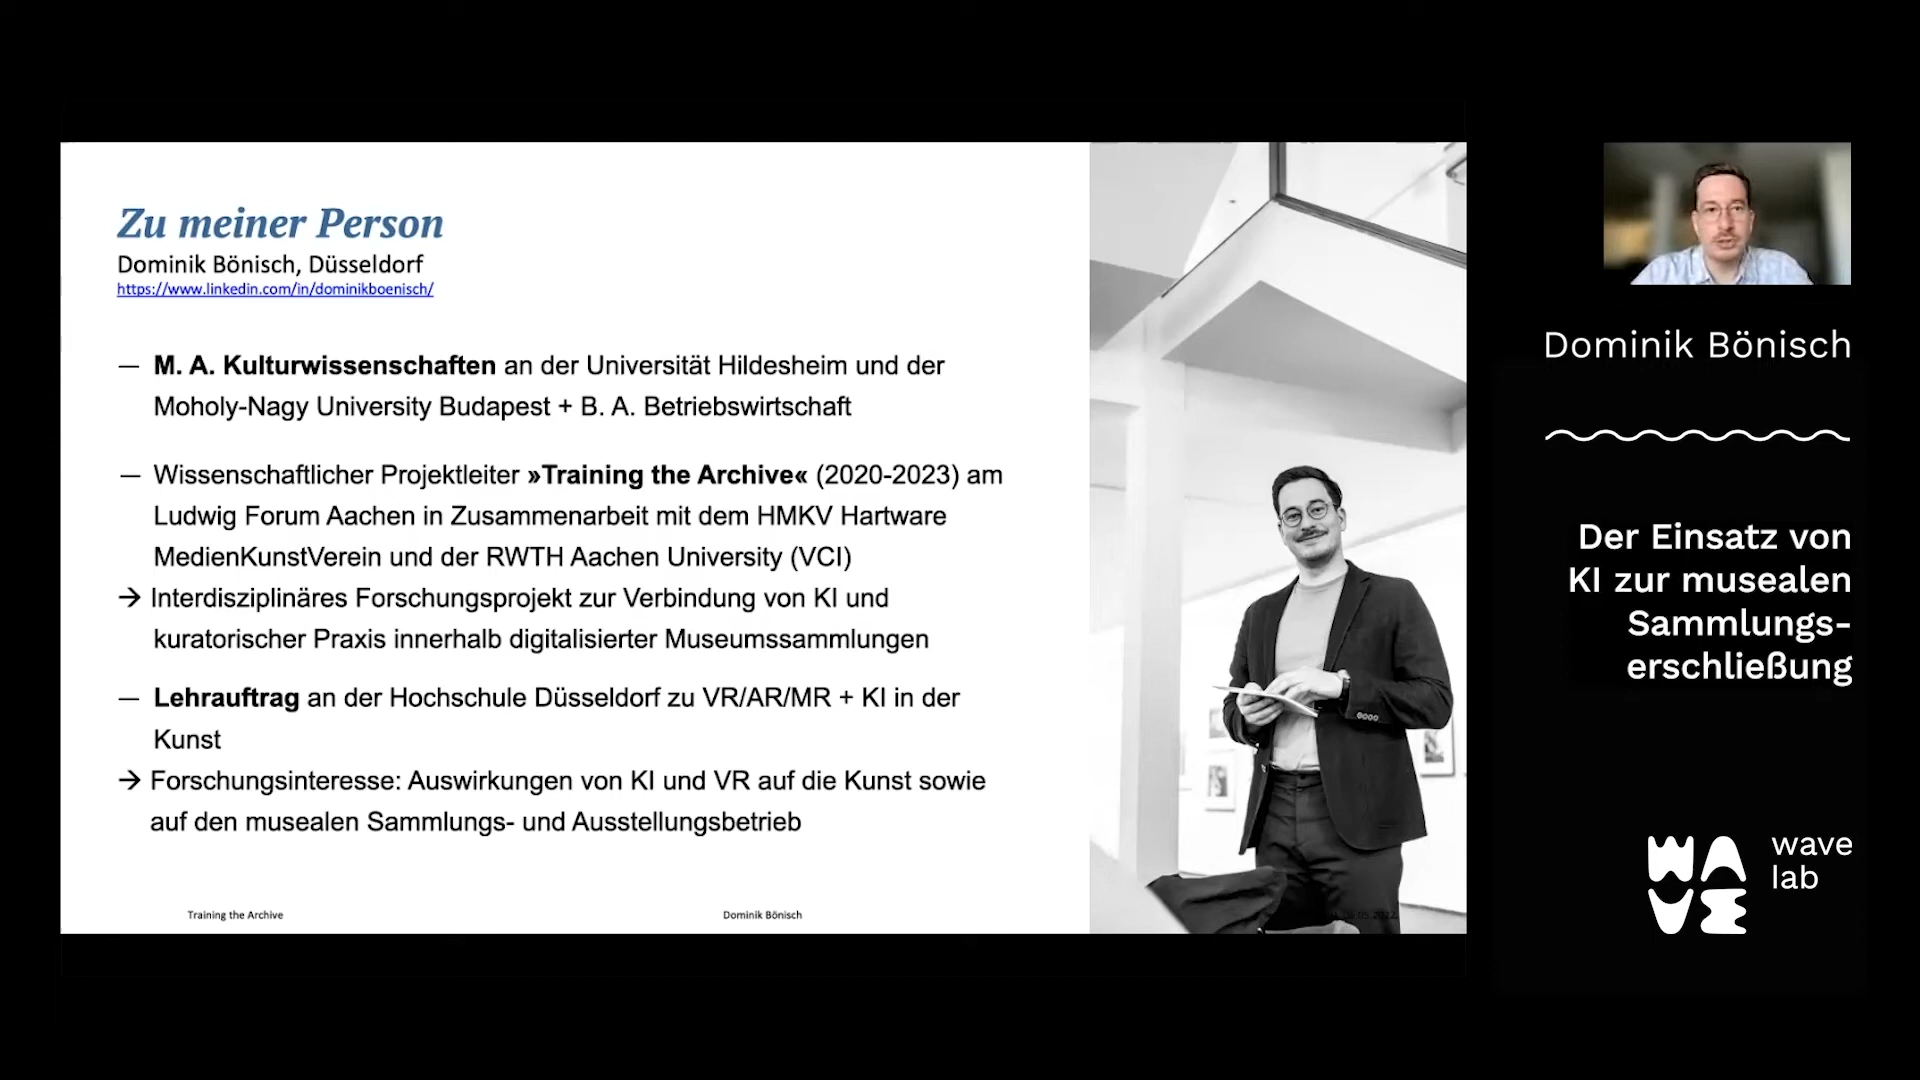 Zu meiner Person
Dominik Bönisch, Düsseldorf
https://www.linkedin.com/in/dominikboenisch/
— M. A. Kulturwissenschaften an der Universität Hildesheim und der
Moholy-Nagy University Budapest + B. A. Betriebswirtschaft
— Wissenschaftlicher Projektleiter »Training the Archive« (2020-2023) am
Ludwig Forum Aachen in Zusammenarbeit mit dem HMKV Hartware
MedienKunstVerein und der RWTH Aachen University (VCI)
→ Interdisziplinäres Forschungsprojekt zur Verbindung von KI und
kuratorischer Praxis innerhalb digitalisierter Museumssammlungen
— Lehrauftrag an der Hochschule Düsseldorf zu VR/AR/MR + KI in der
Kunst
→ Forschungsinteresse: Auswirkungen von KI und VR auf die Kunst sowie
auf den musealen Sammlungs- und Ausstellungsbetrieb
Training the Archive
Dominik Bönisch
Dominik Bönisch
Der Einsatz von
KI zur musealen
Sammlungs-
erschließung
WAVE
wave
lab